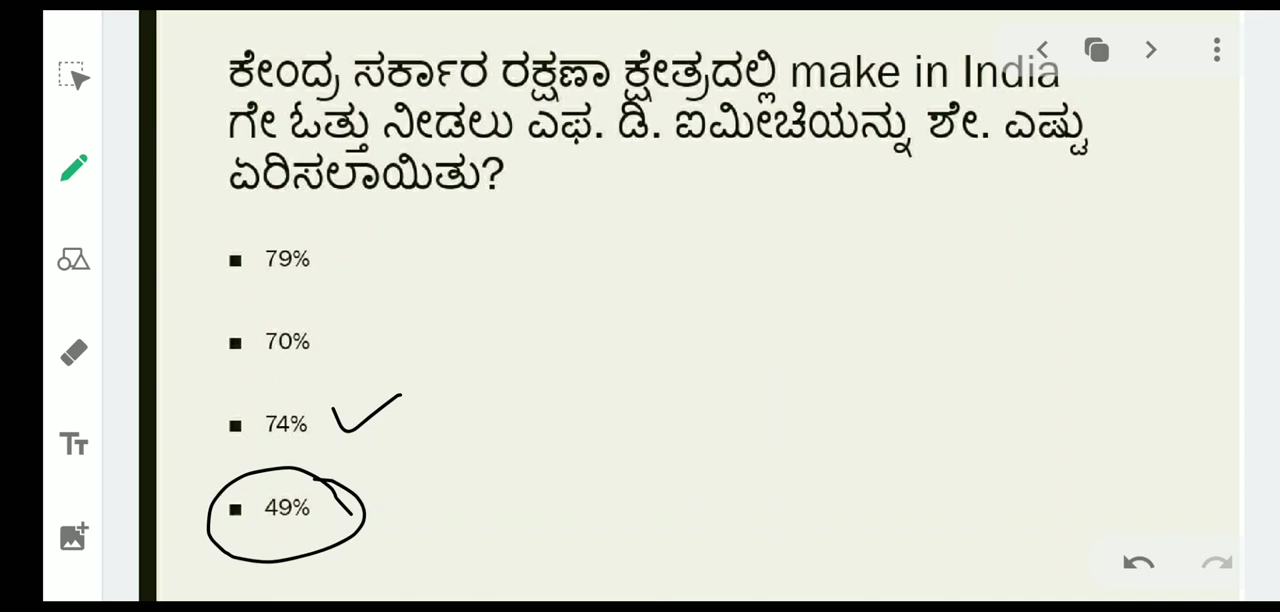 ಕೇಂದ್ರ ಸರ್ಕಾರ ರಕ್ಷಣಾ ಕ್ಷೇತ್ರದಲ್ಲಿ make in India
ಗೇ ಓತ್ತು ನೀಡಲು ಎಫ. ಡಿ. ಐಮೀಚೆಯನ್ನು ಶೇ. ಎಷ್ಟು
ಏರಿಸಲಾಯಿತು?
79%
70%
74%
49%